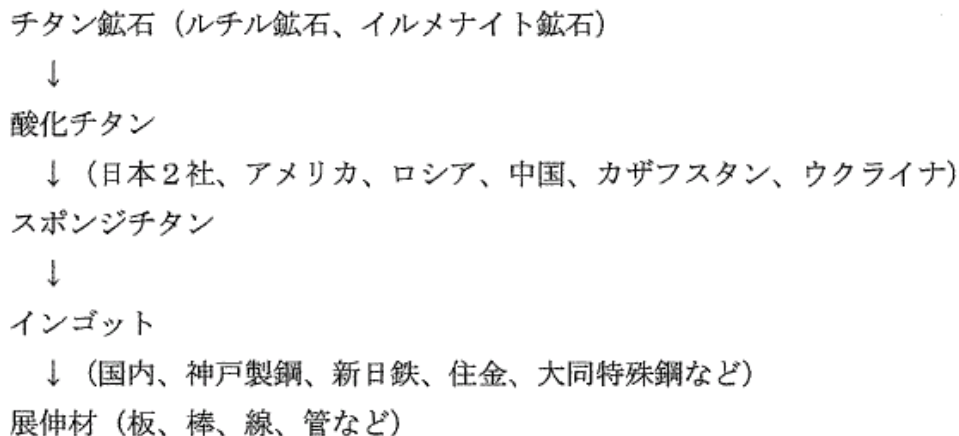 チタン鉱石（ルチル鉱石、イルメナイト鉱石）
↓
酸化チタン
↓（日本２社、アメリカ、ロシア、中国、カザフスタン、ウクライナ）
スポンジチタン
↓
インゴット
↓（国内、神戸製鋼、新日鉄、住金、大同特殊鋼など）
展伸材（板、棒、線、管など）